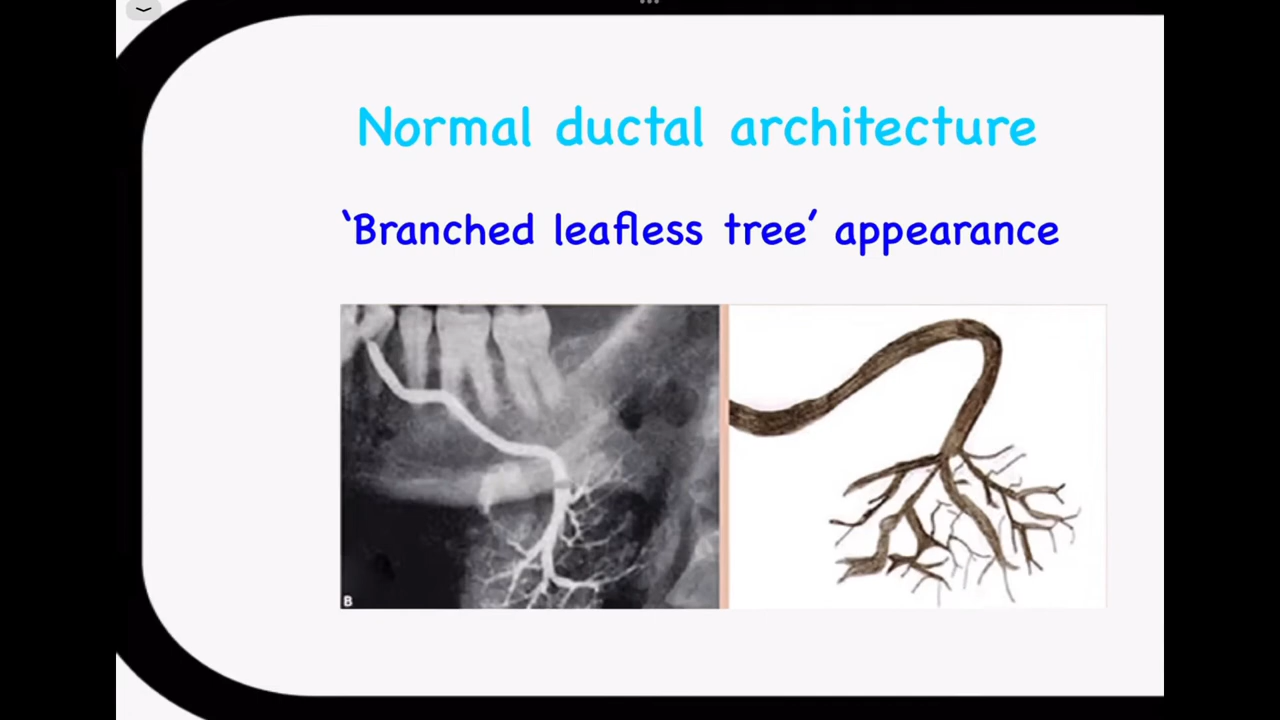 Normal ductal architecture
‘Branched leafless tree’ appearance
B